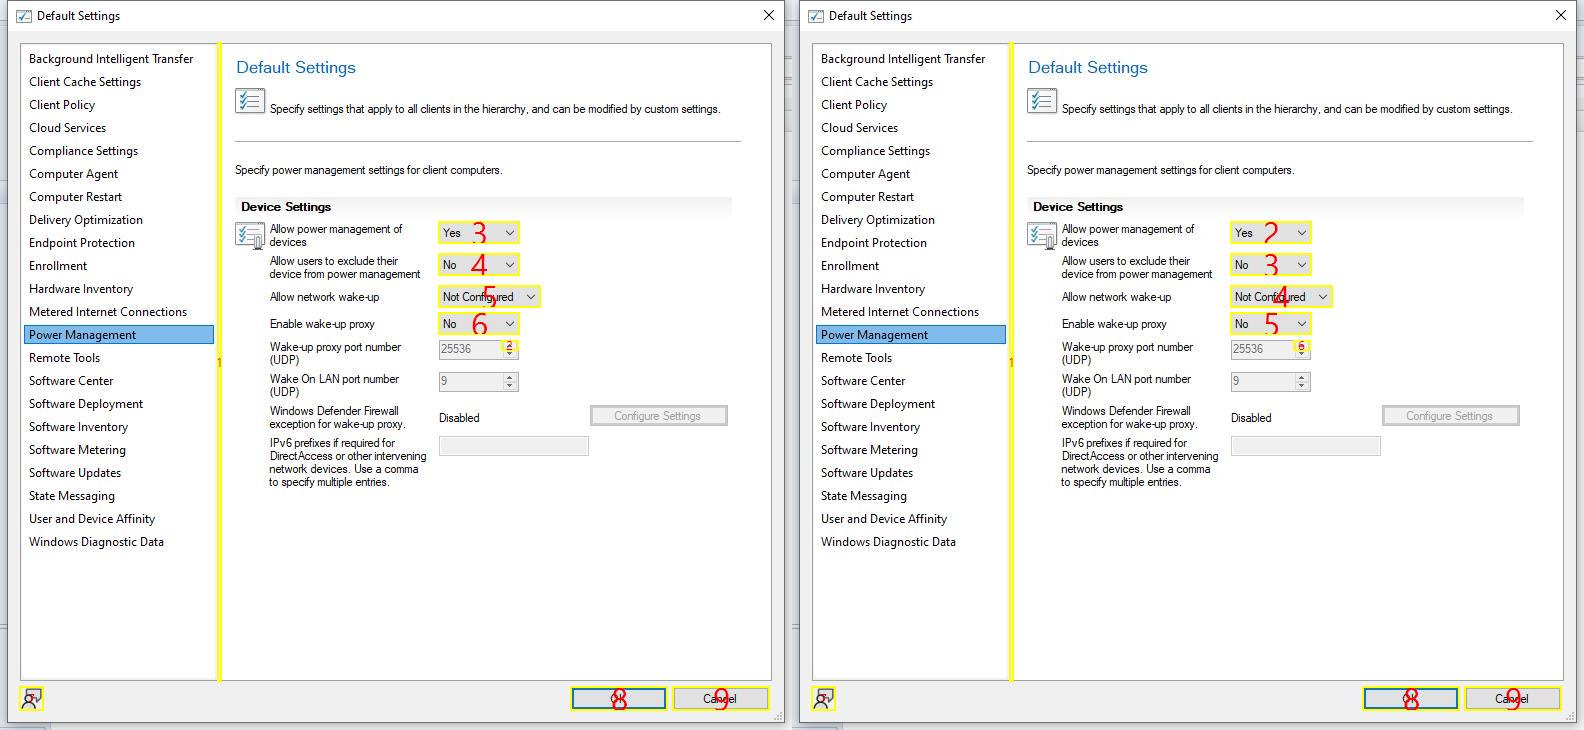 Default Settings
Background Intelligent Transfer
Client Cache Settings
Client Policy
Cloud Services
Compliance Settings
Computer Agent
Computer Restart
Delivery Optimization
Endpoint Protection
Enrollment
Hardware Inventory
Metered Internet Connections
Power Management
Remote Tools
Software Center
Software Deployment
Software Inventory
Software Metering
Software Updates
State Messaging
User and Device Affinity
Windows Diagnostic Data
1
Default Settings
Specify settings that apply to all clients in the hierarchy, and can be modified by custom settings.
Specify power management settings for client computers.
Device Settings
Allow power management of
devices
Yes 3
Allow users to exclude their
device from power management
No 4
Allow network wake-up
Not Configured 5
Enable wake-up proxy
No 6
Wake-up proxy port number
(UDP)
25536 2
Wake On LAN port number
(UDP)
9
Windows Defender Firewall
exception for wake-up proxy.
Disabled
Configure Settings
IPv6 prefixes if required for
DirectAccess or other intervening
network devices. Use a comma
to specify multiple entries.
8
Cancel 9
Default Settings
Background Intelligent Transfer
Client Cache Settings
Client Policy
Cloud Services
Compliance Settings
Computer Agent
Computer Restart
Delivery Optimization
Endpoint Protection
Enrollment
Hardware Inventory
Metered Internet Connections
Power Management
Remote Tools
Software Center
Software Deployment
Software Inventory
Software Metering
Software Updates
State Messaging
User and Device Affinity
Windows Diagnostic Data
1
Default Settings
Specify settings that apply to all clients in the hierarchy, and can be modified by custom settings.
Specify power management settings for client computers.
Device Settings
Allow power management of
devices
Yes 2
Allow users to exclude their
device from power management
No 3
Allow network wake-up
Not Configured 4
Enable wake-up proxy
No 5
Wake-up proxy port number
(UDP)
25536 6
Wake On LAN port number
(UDP)
9
Windows Defender Firewall
exception for wake-up proxy.
Disabled
Configure Settings
IPv6 prefixes if required for
DirectAccess or other intervening
network devices. Use a comma
to specify multiple entries.
8
Cancel 9